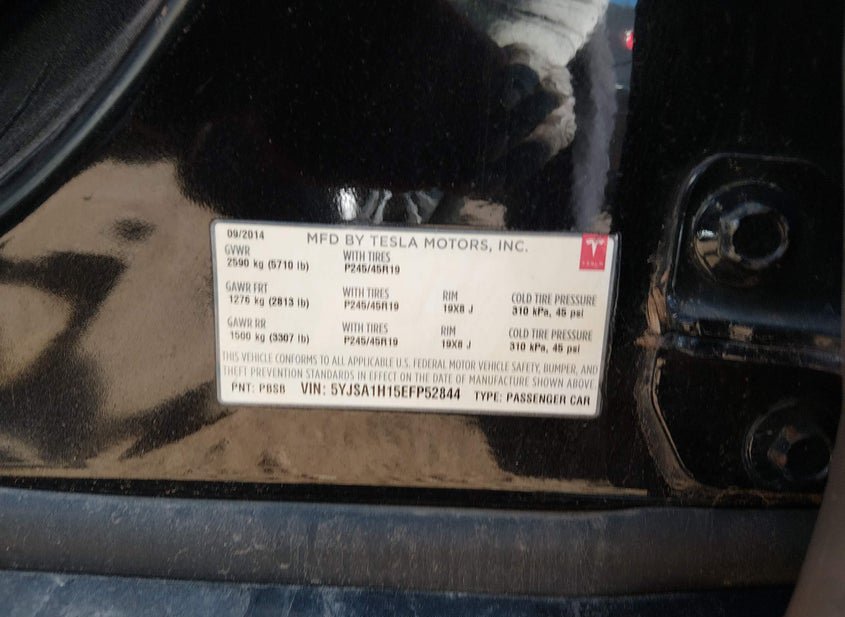 09/2014 MFD BY TESLA MOTORS, INC.
GVWR WITH TIRES
2590 kg (5710 lb) P245/45R19
TESLA
GAWR FRT WITH TIRES RIM COLD TIRE PRESSURE
1276 kg (2813 lb) P245/45R19 19X8 J 310 kPa, 45 psi
GAWR RR WITH TIRES RIM COLD TIRE PRESSURE
1500 kg (3307 lb) P245/45R19 19X8 J 310 kPa, 45 psi
THIS VEHICLE CONFORMS TO ALL APPLICABLE U.S. FEDERAL MOTOR VEHICLE SAFETY, BUMPER, AND
THEFT PREVENTION STANDARDS IN EFFECT ON THE DATE OF MANUFACTURE SHOWN ABOVE.
PNT: PBSB VIN: 5YJSA1H15EFP52844 TYPE: PASSENGER CAR